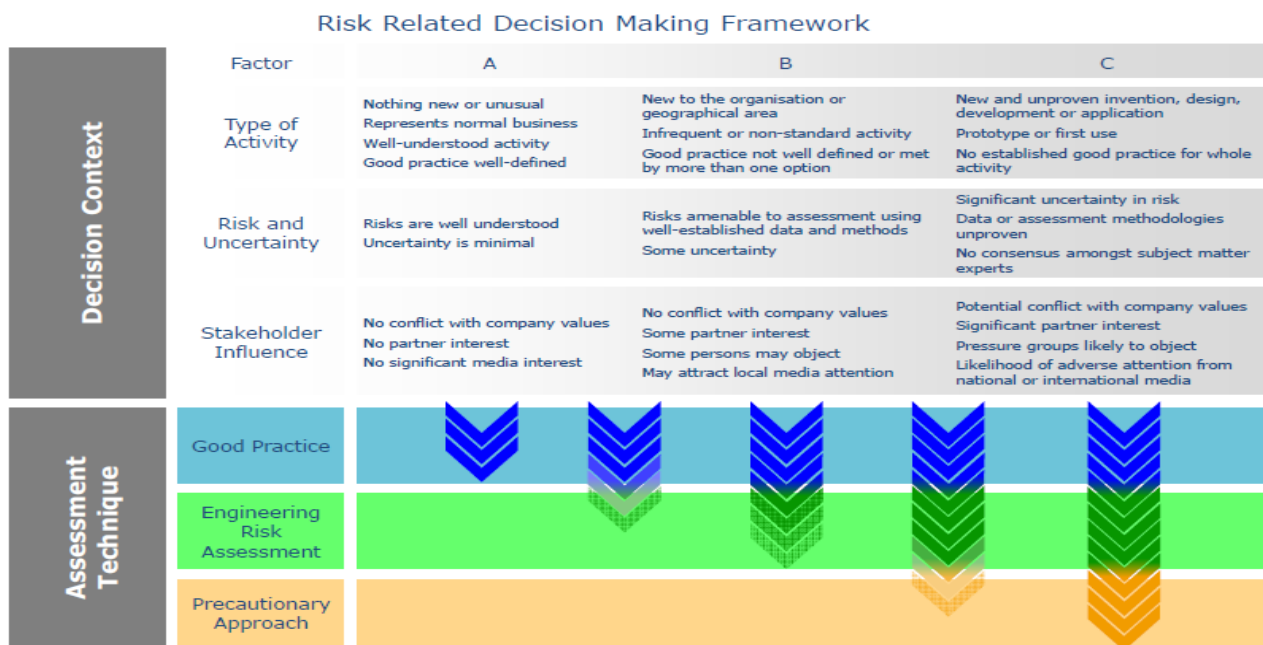 Risk Related Decision Making Framework
Decision Context
Factor
A
B
C
Type of
Activity
Nothing new or unusual
Represents normal business
Well-understood activity
Good practice well-defined
New to the organisation or
geographical area
Infrequent or non-standard activity
Good practice not well defined or met
by more than one option
New and unproven invention, design,
development or application
Prototype or first use
No established good practice for whole
activity
Risk and
Uncertainty
Risks are well understood
Uncertainty is minimal
Risks amenable to assessment using
well-established data and methods
Some uncertainty
Significant uncertainty in risk
Data or assessment methodologies
unproven
No consensus amongst subject matter
experts
Stakeholder
Influence
No conflict with company values
No partner interest
No significant media interest
No conflict with company values
Some partner interest
Some persons may object
May attract local media attention
Potential conflict with company values
Significant partner interest
Pressure groups likely to object
Likelihood of adverse attention from
national or international media
Assessment
Technique
Good Practice
Engineering
Risk
Assessment
Precautionary
Approach